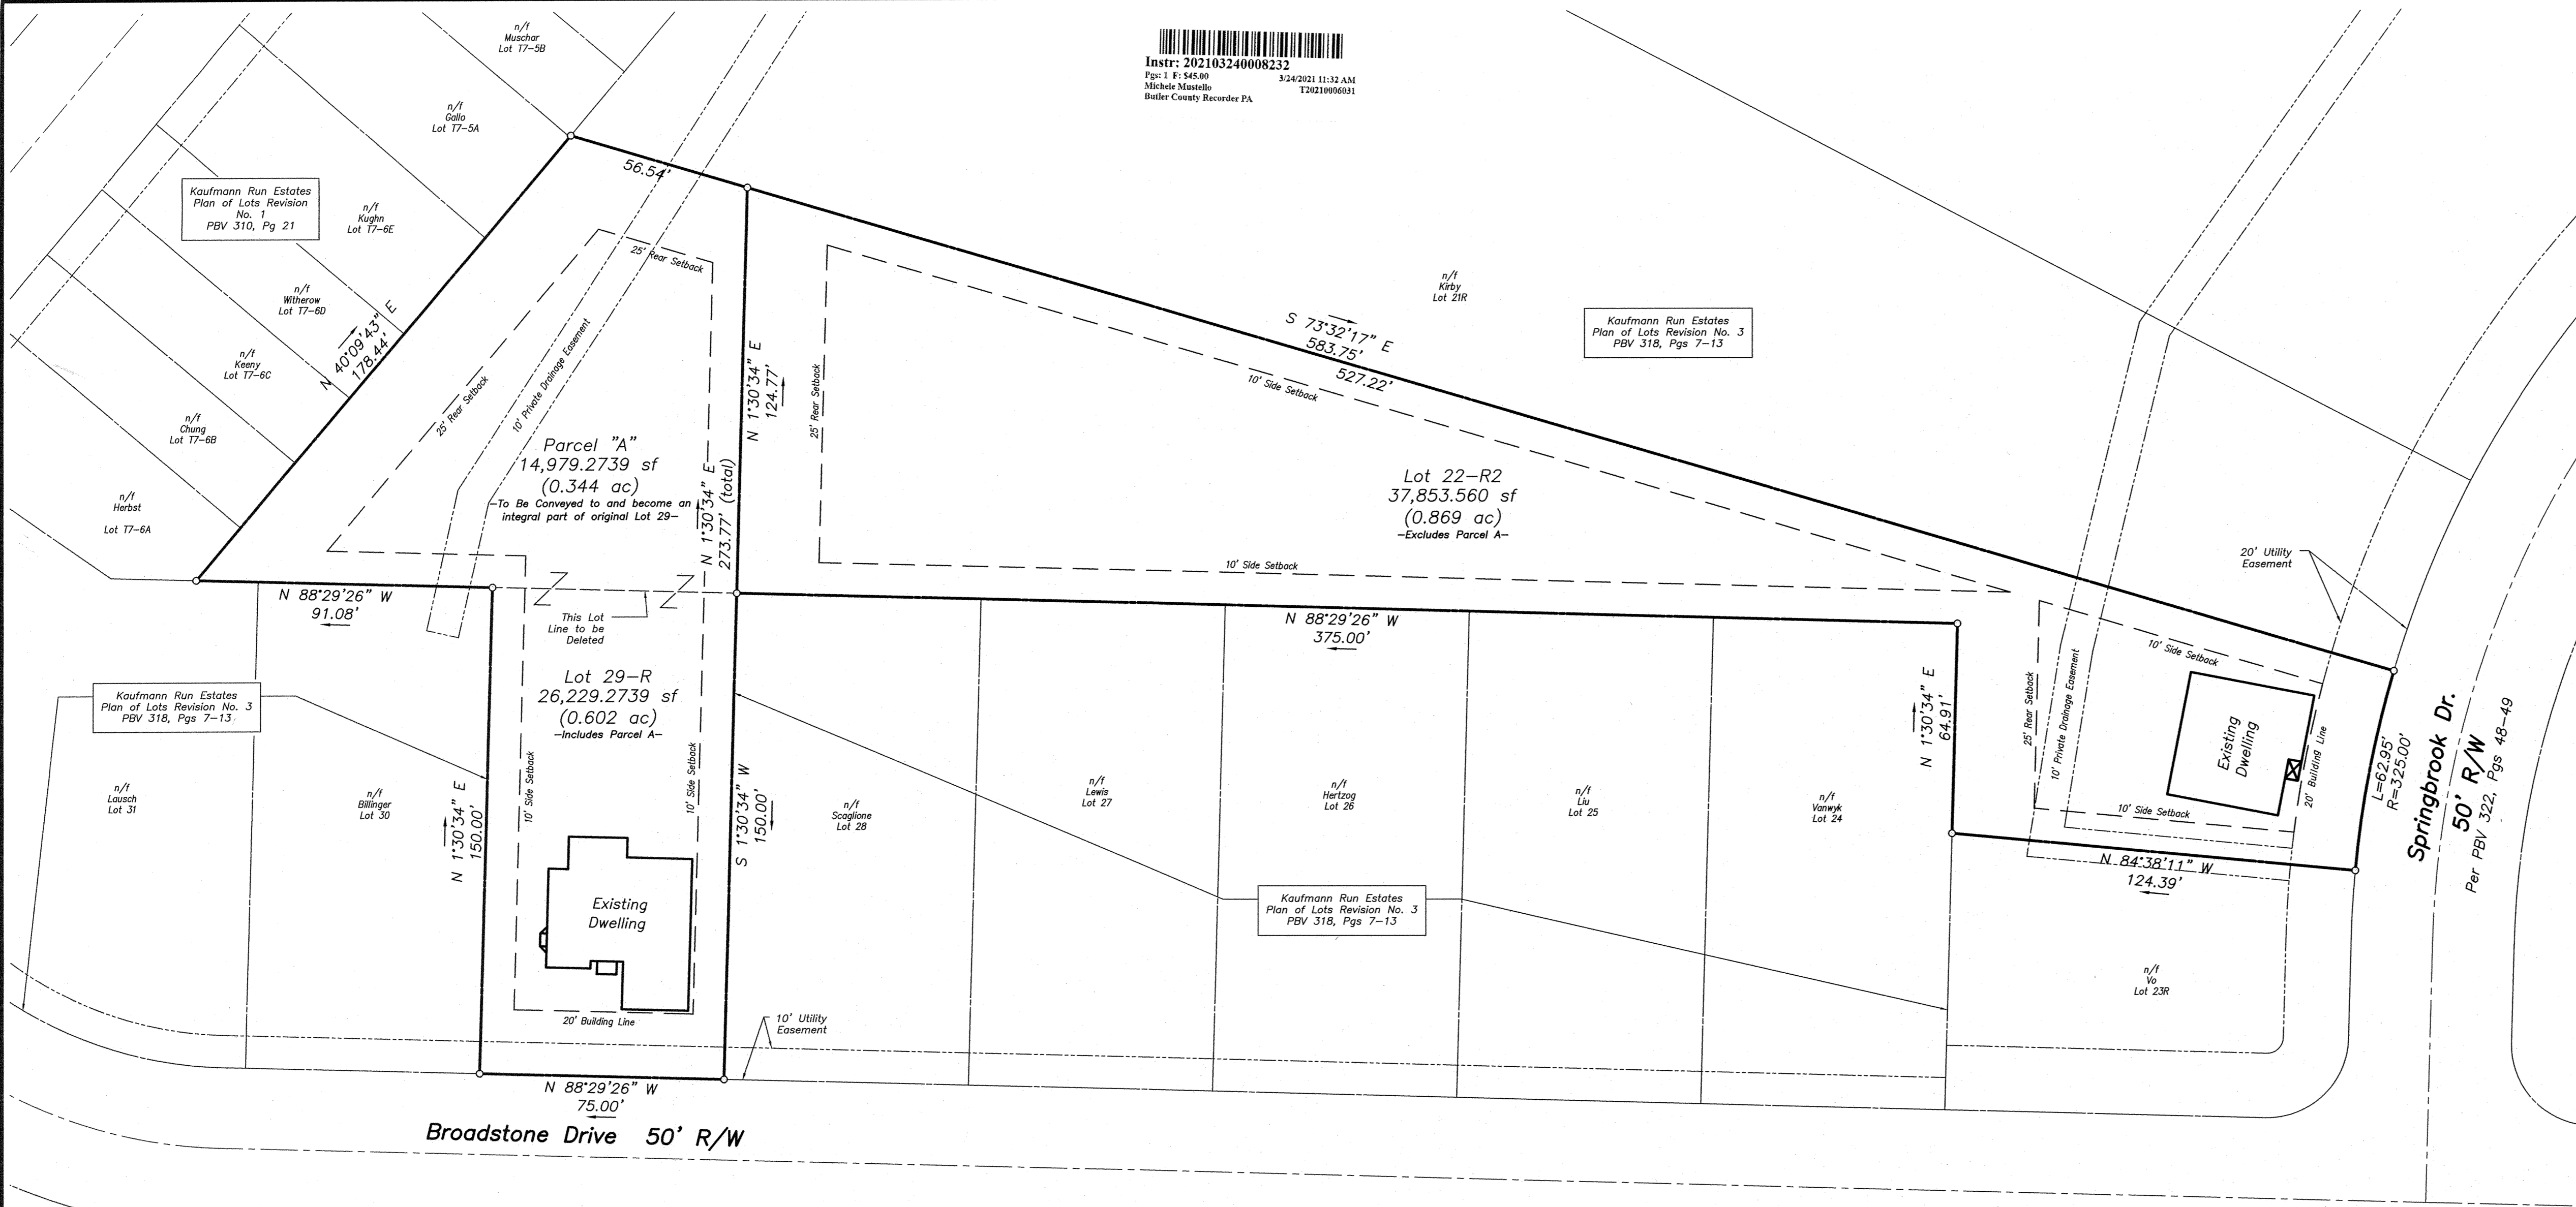 Instr: 202103240008232
Pgs: 1 F: $45.00 3/24/2021 11:32 AM
Michele Mustello T20210006031
Butler County Recorder PA
n/f
Muschar
Lot T7-5B
n/f
Gallo
Lot T7-5A
Kaufmann Run Estates
Plan of Lots Revision
No. 1
PBV 310, Pg 21
n/f
Kughn
Lot T7-6E
n/f
Witherow
Lot T7-6D
n/f
Keeny
Lot T7-6C
n/f
Chung
Lot T7-6B
n/f
Herbst
Lot T7-6A
N 40°09'43" E
178.44'
56.54'
25' Rear Setback
25' Rear Setback
10' Private Drainage Easement
Parcel "A"
14,979.2739 sf
(0.344 ac)
-To Be Conveyed to and become an
integral part of original Lot 29-
N 1°30'34" E
273.77' (total)
N 1°30'34" E
124.77'
25' Rear Setback
S 73°32'17" E
583.75'
527.22'
10' Side Setback
n/f
Kirby
Lot 21R
Kaufmann Run Estates
Plan of Lots Revision No. 3
PBV 318, Pgs 7-13
Lot 22-R2
37,853.560 sf
(0.869 ac)
-Excludes Parcel A-
10' Side Setback
20' Utility
Easement
N 88°29'26" W
91.08'
This Lot
Line to be
Deleted
N 88°29'26" W
375.00'
Lot 29-R
26,229.2739 sf
(0.602 ac)
-Includes Parcel A-
Kaufmann Run Estates
Plan of Lots Revision No. 3
PBV 318, Pgs 7-13
n/f
Lausch
Lot 31
n/f
Billinger
Lot 30
N 1°30'34" E
150.00'
10' Side Setback
10' Side Setback
S 1°30'34" W
150.00'
n/f
Scaglione
Lot 28
n/f
Lewis
Lot 27
n/f
Hertzog
Lot 26
n/f
Liu
Lot 25
n/f
Vanwyk
Lot 24
N 1°30'34" E
64.91'
25' Rear Setback
10' Private Drainage Easement
10' Side Setback
Existing
Dwelling
20' Building Line
10' Side Setback
L=62.95'
R=325.00'
Springbrook Dr.
50' R/W
Per PBV 322, Pgs 48-49
N 84°38'11" W
124.39'
Existing
Dwelling
Kaufmann Run Estates
Plan of Lots Revision No. 3
PBV 318, Pgs 7-13
n/f
Vo
Lot 23R
20' Building Line
10' Utility
Easement
N 88°29'26" W
75.00'
Broadstone Drive 50' R/W